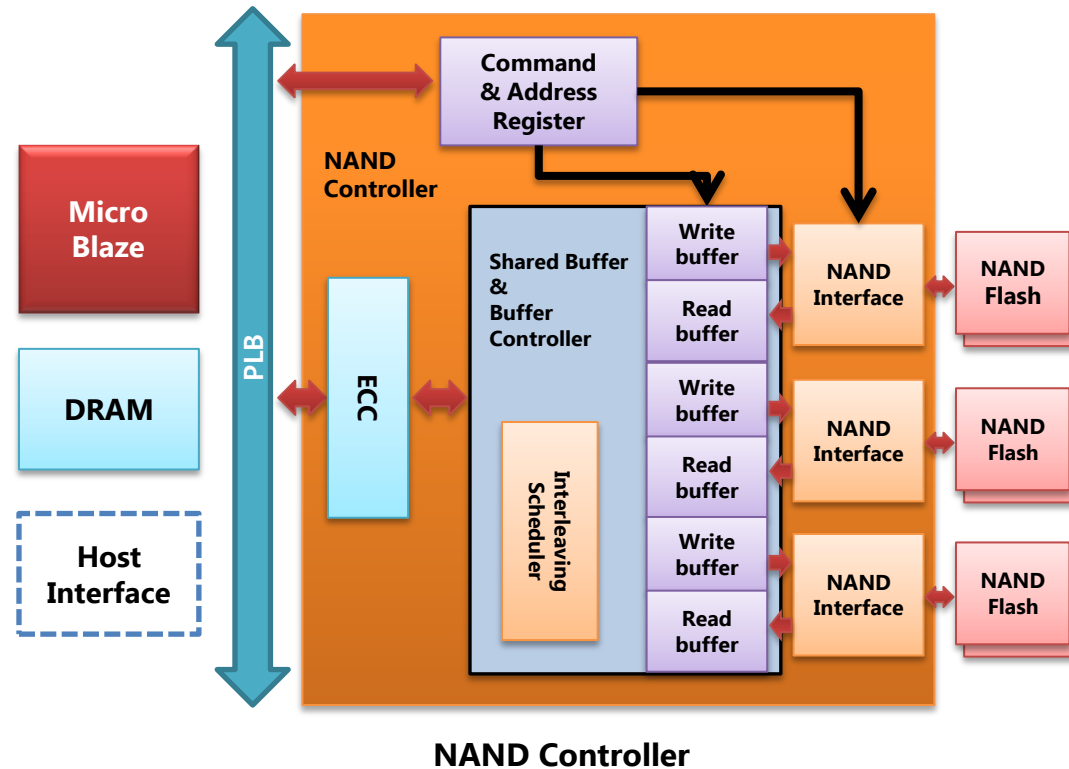 Command
& Address
Register
NAND
Controller
Micro
Blaze
DRAM
Host
Interface
PLB
ECC
Shared Buffer
&
Buffer
Controller
Interleaving
Scheduler
Write
buffer
Read
buffer
Write
buffer
Read
buffer
Write
buffer
Read
buffer
NAND
Interface
NAND
Interface
NAND
Interface
NAND
Flash
NAND
Flash
NAND
Flash
NAND Controller